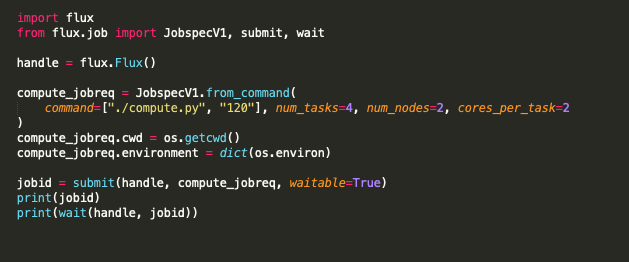 import flux
from flux.job import JobspecV1, submit, wait
handle = flux.Flux()
compute_jobreq = JobspecV1.from_command(
    command=["./compute.py", "120"], num_tasks=4, num_nodes=2, cores_per_task=2
)
compute_jobreq.cwd = os.getcwd()
compute_jobreq.environment = dict(os.environ)
jobid = submit(handle, compute_jobreq, waitable=True)
print(jobid)
print(wait(handle, jobid))